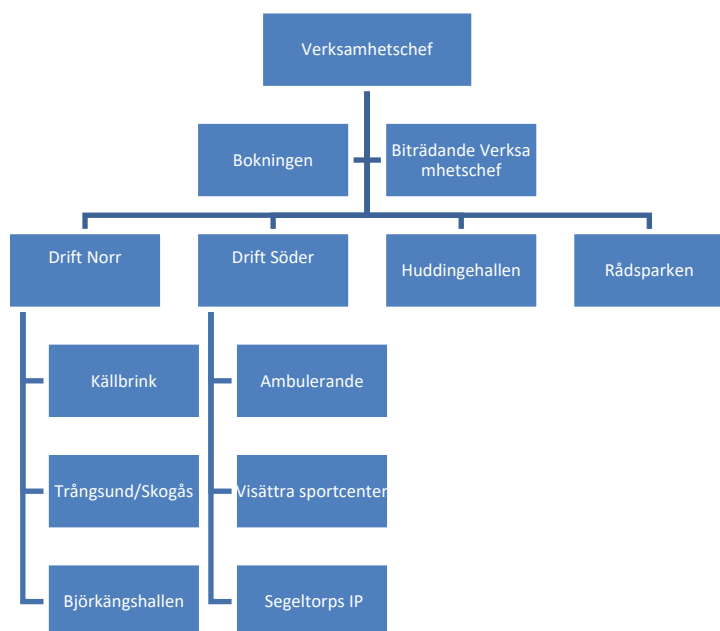 Verksamhetschef
Bokningen
Biträdande Verksa
mhetschef
Drift Norr
Drift Söder
Huddingehallen
Rådsparken
Källbrink
Ambulerande
Trångsund/Skogås
Visättra sportcenter
Björkängshallen
Segeltorps IP